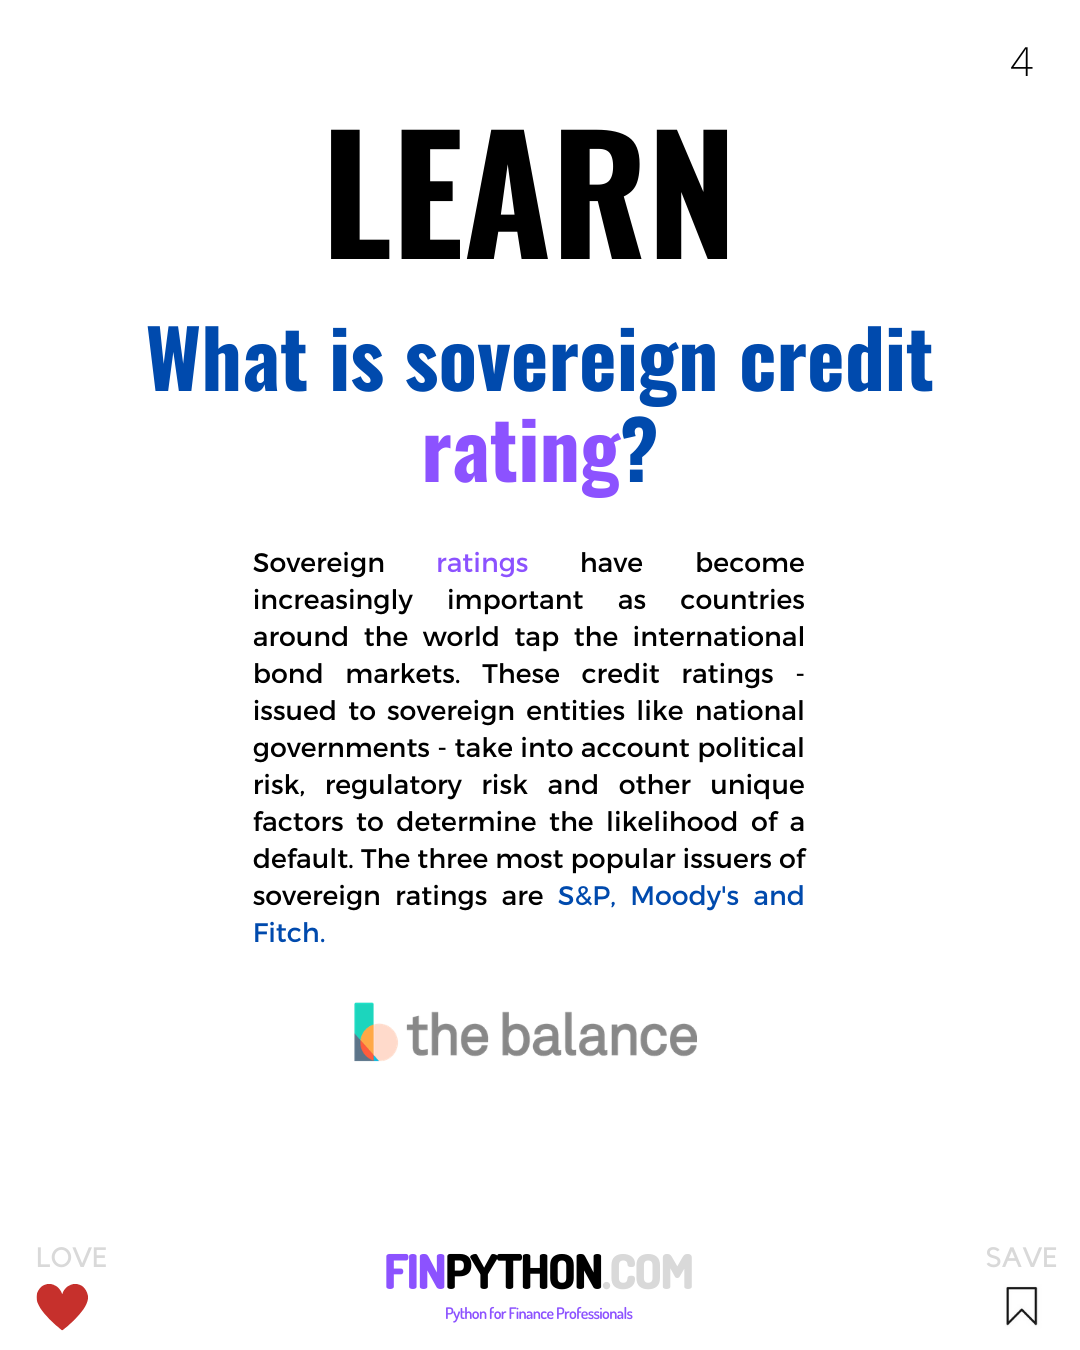 4
LEARN
What is sovereign credit
rating?
Sovereign ratings have become
increasingly important as countries
around the world tap the international
bond markets. These credit ratings -
issued to sovereign entities like national
governments - take into account political
risk, regulatory risk and other unique
factors to determine the likelihood of a
default. The three most popular issuers of
sovereign ratings are S&P, Moody's and
Fitch.
the balance
LOVE
FINPYTHON.COM
Python for Finance Professionals
SAVE